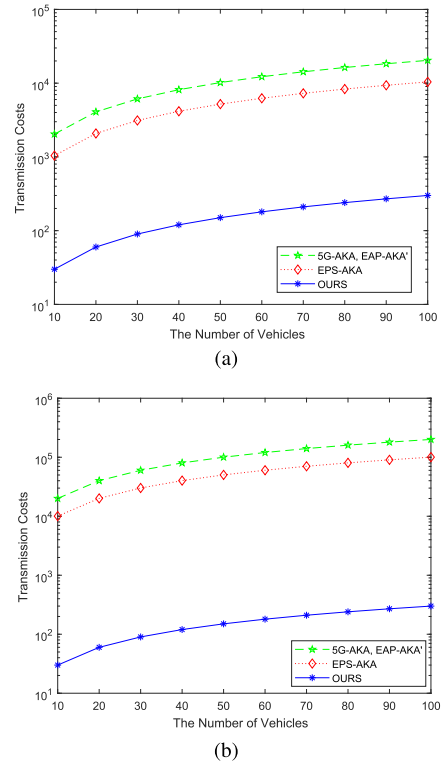 10^5
10^4
10^3
10^2
10^1
Transmission Costs
5G-AKA, EAP-AKA'
EPS-AKA
OURS
10 20 30 40 50 60 70 80 90 100
The Number of Vehicles
(a)
10^6
10^5
10^4
10^3
10^2
10^1
Transmission Costs
5G-AKA, EAP-AKA'
EPS-AKA
OURS
10 20 30 40 50 60 70 80 90 100
The Number of Vehicles
(b)